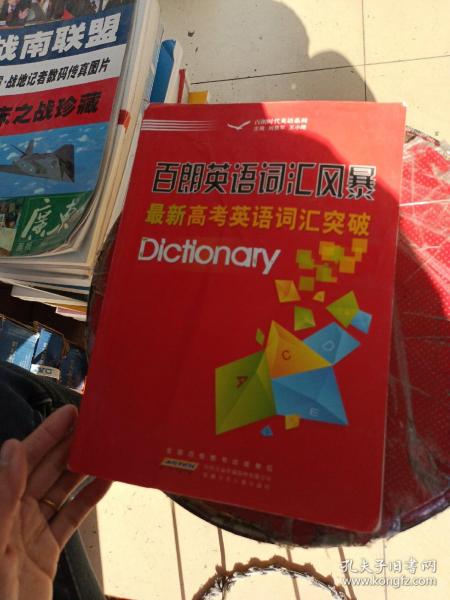 战南联盟
战地记者数码传真图片
东之战珍藏
百朗时代英语系列
百朗英语词汇风暴
最新高考英语词汇突破
Dictionary
A
C
D
E
孔夫子旧书网
kongfz.com